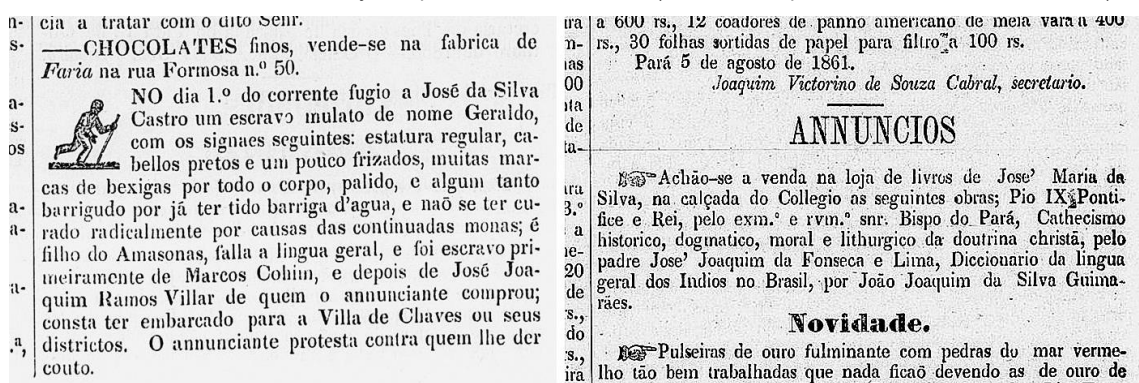 cia a tratar com o dito Senr.
——CHOCOLATES finos, vende-se na fabrica de
Faria na rua Formosa n.º 50.
NO dia 1.º do corrente fugio a José da Silva
Castro um escravo mulato de nome Geraldo,
com os signaes seguintes: estatura regular, ca-
bellos pretos e um pouco frizados, muitas mar-
cas de bexigas por todo o corpo, palido, e algum tanto
barrigudo por já ter tido barriga d'agua, e naõ se ter cu-
rado radicalmente por causas das continuadas monas; é
filho do Amasonas, falla a lingua geral, e foi escravo pri-
meiramente de Marcos Cohim, e depois de José Joa-
quim Ramos Villar de quem o annunciante comprou;
consta ter embarcado para a Villa de Chaves ou seus
districtos. O annunciante protesta contra quem lhe der
couto.
a 600 rs., 12 coadores de panno americano de meia vara a 400
rs., 30 folhas sortidas de papel para filtro a 100 rs.
Pará 5 de agosto de 1861.
Joaquim Victorino de Souza Cabral, secretario.
ANNUNCIOS
Achão-se a venda na loja de livros de Jose' Maria da
Silva, na calçada do Collegio as seguintes obras; Pio IX Ponti-
fice e Rei, pelo exm.º e rvm.º snr. Bispo do Pará, Cathecismo
historico, dogmatico, moral e lithurgico da doutrina christã, pelo
padre Jose' Joaquim da Fonseca e Lima, Diccionario da lingua
geral dos Indios no Brasil, por João Joaquim da Silva Guima-
rães.
Novidade.
Pulseiras de ouro fulminante com pedras do mar verme-
lho tão bem trabalhadas que nada ficaõ devendo as de ouro de